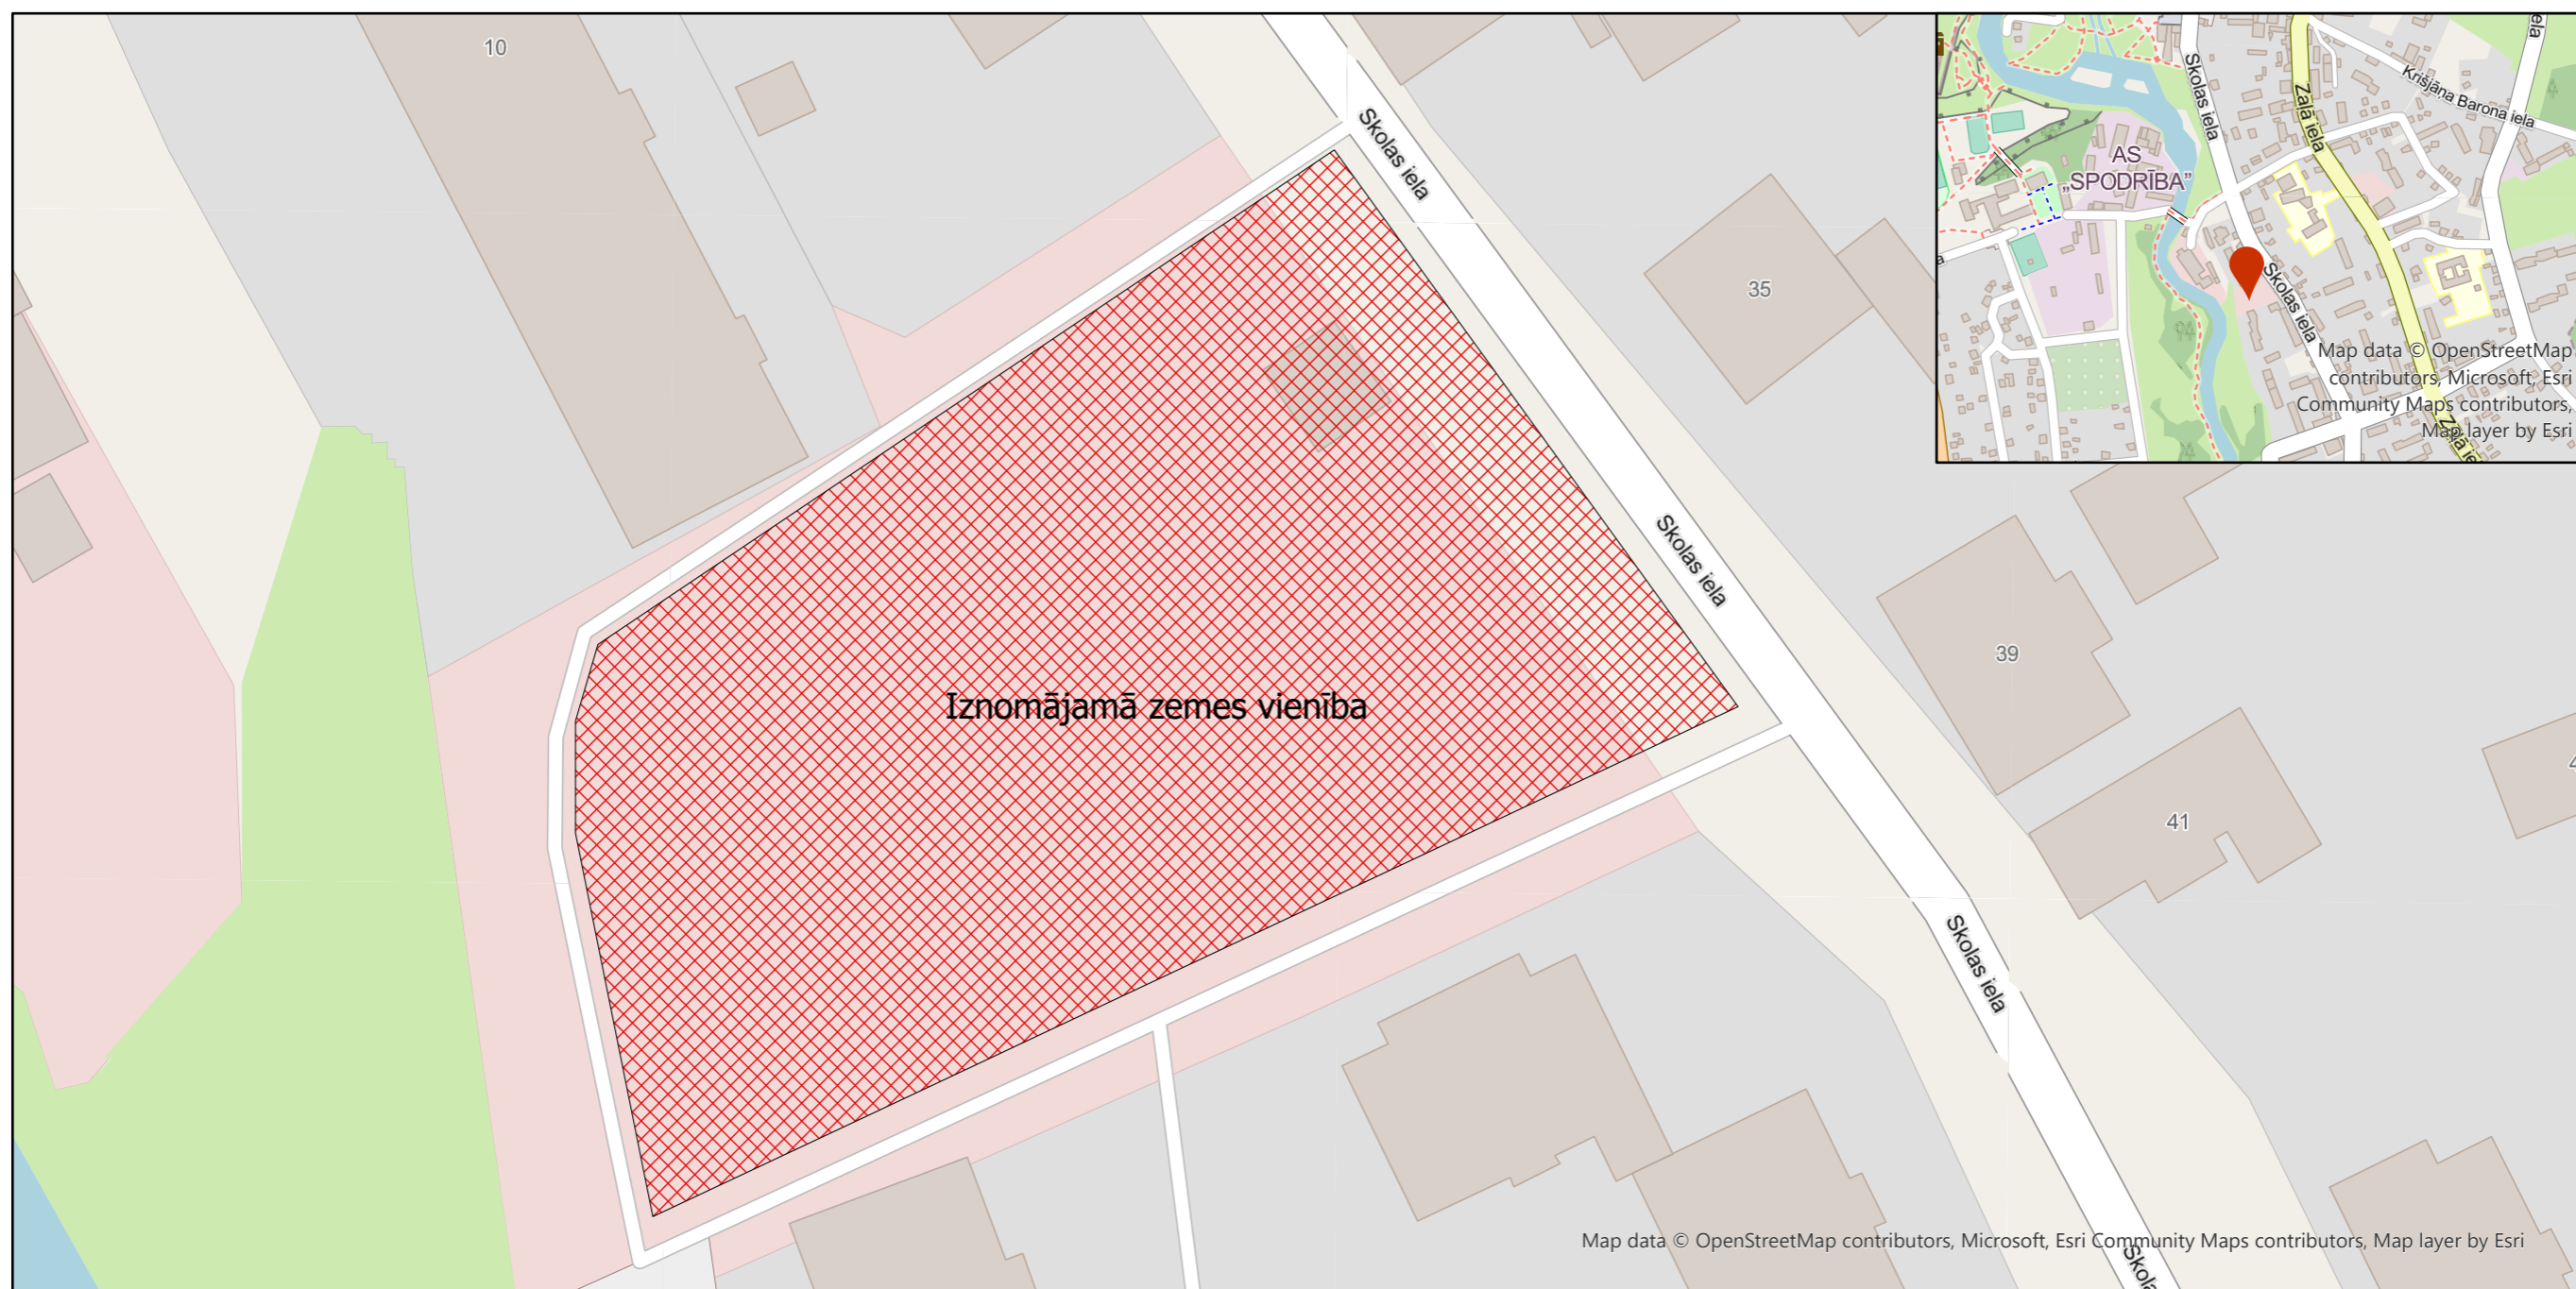 10
Skolas iela
35
Skolas iela
Iznomājamā zemes vienība
39
41
Skolas iela
Map data © OpenStreetMap contributors, Microsoft, Esri Community Maps contributors, Map layer by Esri
Skolas iela
Zaļā iela
Krišjāņa Barona iela
AS
„SPODRĪBA”
Skolas iela
Map data © OpenStreetMap
contributors, Microsoft, Esri
Community Maps contributors,
Map layer by Esri